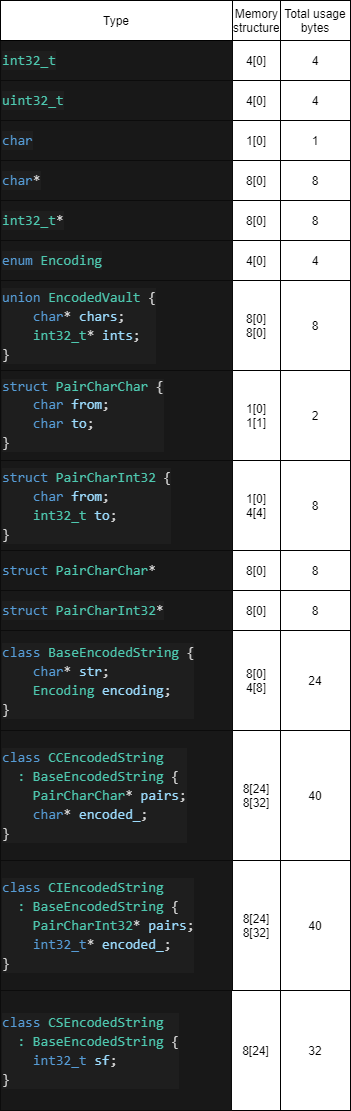 Type
Memory
structure
Total usage
bytes
int32_t
4[0]
4
uint32_t
4[0]
4
char
1[0]
1
char*
8[0]
8
int32_t*
8[0]
8
enum Encoding
4[0]
4
union EncodedVault {
char* chars;
int32_t* ints;
}
8[0]
8[0]
8
struct PairCharChar {
char from;
char to;
}
1[0]
1[1]
2
struct PairCharInt32 {
char from;
int32_t to;
}
1[0]
4[4]
8
struct PairCharChar*
8[0]
8
struct PairCharInt32*
8[0]
8
class BaseEncodedString {
char* str;
Encoding encoding;
}
8[0]
4[8]
24
class CCEncodedString
: BaseEncodedString {
PairCharChar* pairs;
char* encoded_;
}
8[24]
8[32]
40
class CIEncodedString
: BaseEncodedString {
PairCharInt32* pairs;
int32_t* encoded_;
}
8[24]
8[32]
40
class CSEncodedString
: BaseEncodedString {
int32_t sf;
}
8[24]
32